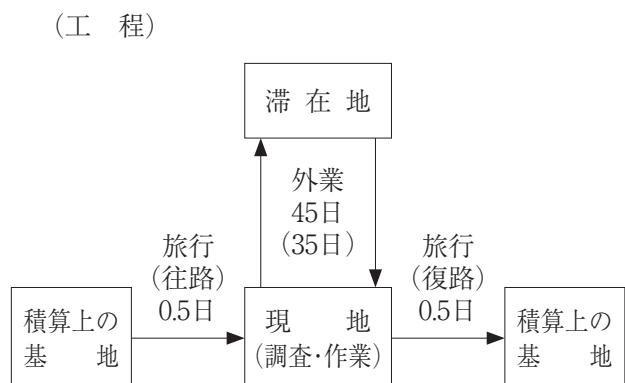 （工　程）
滞 在 地
外業
45日
（35日）
旅行
（往路）
0.5日
旅行
（復路）
0.5日
積算上の
基　　地
現　　地
（調査･作業）
積算上の
基　　地